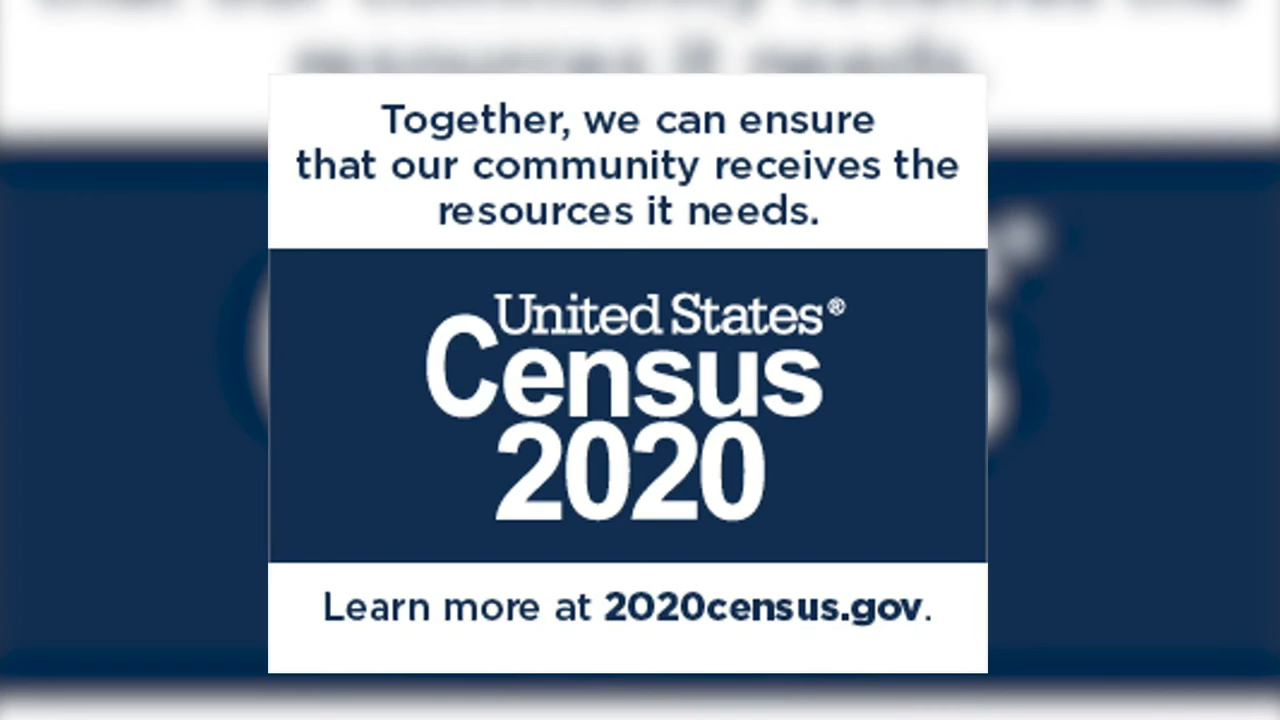 Together, we can ensure
that our community receives the
resources it needs.
United States®
Census
2020
Learn more at 2020census.gov.